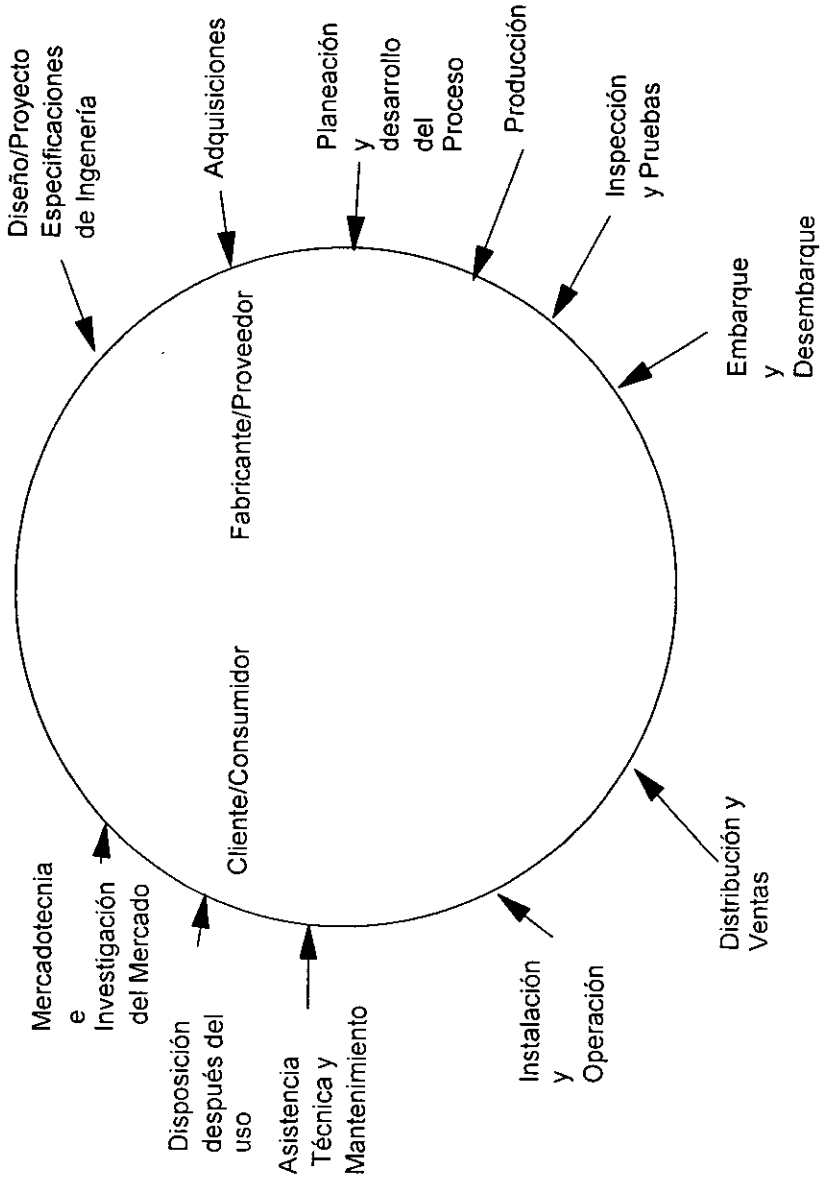 Mercadotecnia
e
Investigación
del Mercado
Diseño/Proyecto
Especificaciones
de Ingenería
Adquisiciones
Planeación
y
desarrollo
del
Proceso
Producción
Inspección
y Pruebas
Embarque
y
Desembarque
Distribución y
Ventas
Instalación
y
Operación
Asistencia
Técnica y
Mantenimiento
Disposición
después del
uso
Cliente/Consumidor
Fabricante/Proveedor